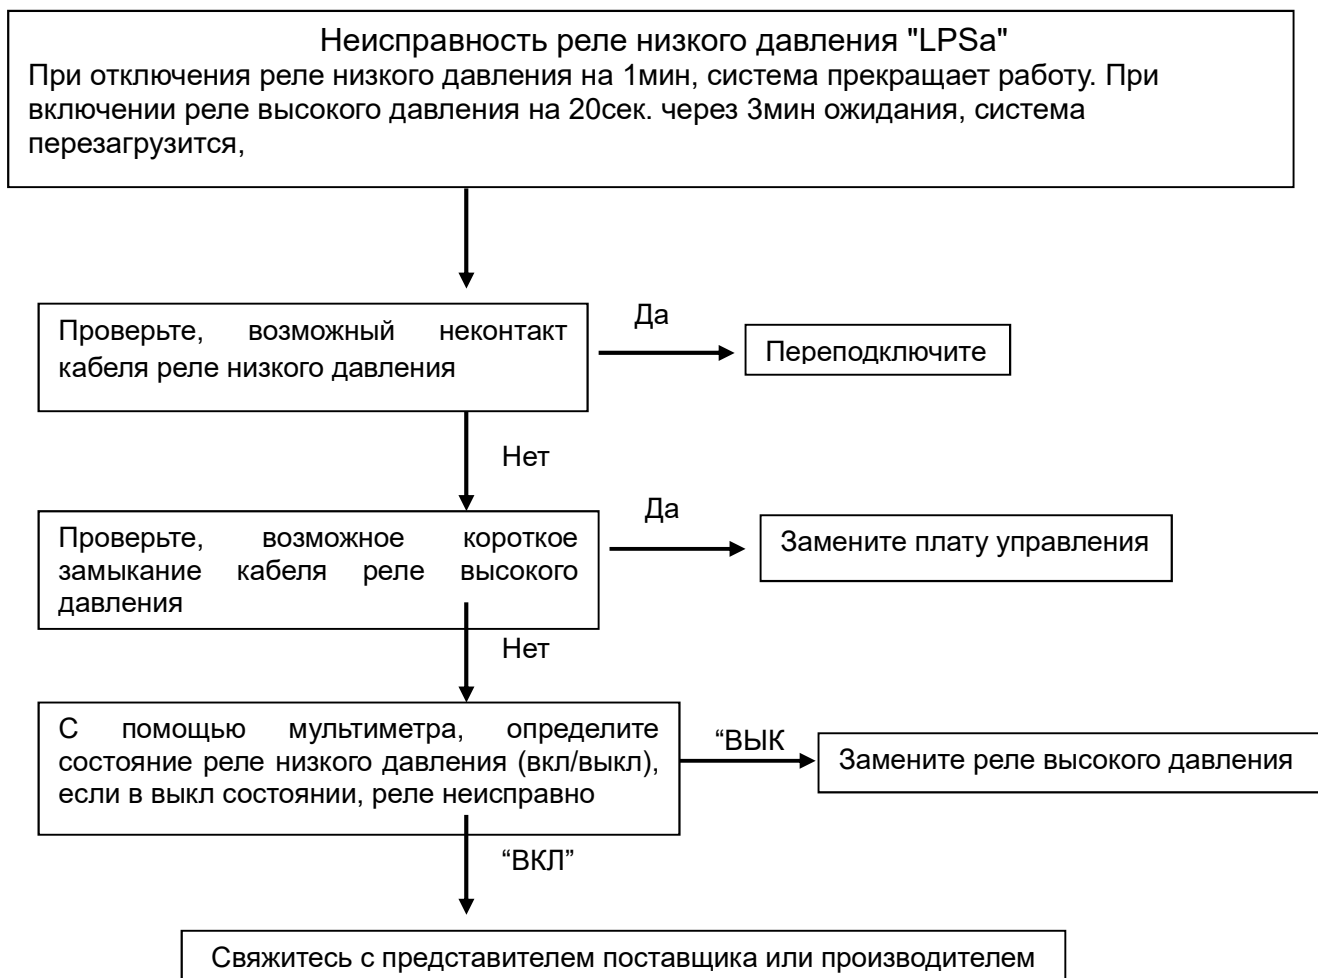 Неисправность реле низкого давления "LPSa"
При отключения реле низкого давления на 1мин, система прекращает работу. При
включении реле высокого давления на 20сек. через 3мин ожидания, система
перезагрузится,
Проверьте, возможный неконтакт
кабеля реле низкого давления
Да
Переподключите
Нет
Проверьте, возможное короткое
замыкание кабеля реле высокого
давления
Да
Замените плату управления
Нет
С помощью мультиметра, определите
состояние реле низкого давления (вкл/выкл),
если в выкл состоянии, реле неисправно
“ВЫК
Замените реле высокого давления
“ВКЛ”
Свяжитесь с представителем поставщика или производителем